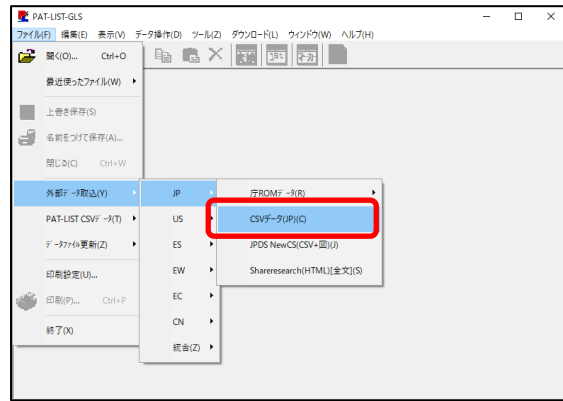 PAT-LIST-GLS
ファイル(F) 編集(E) 表示(V) データ操作(D) ツール(Z) ダウンロード(L) ウィンドウ(W) ヘルプ(H)
開く(O)... Ctrl+O
最近使ったファイル(W)
上書き保存(S)
名前をつけて保存(A)...
閉じる(C) Ctrl+W
外部データ取込(Y)
PAT-LIST CSVデータ(T)
データファイル更新(Z)
印刷設定(U)...
印刷(P)... Ctrl+P
終了(X)
JP
US
ES
EW
EC
CN
統合(Z)
庁ROMデータ(R)
CSVデータ(JP)(C)
JPDS NewCS(CSV+図)(J)
Shareresearch(HTML)[全文](S)